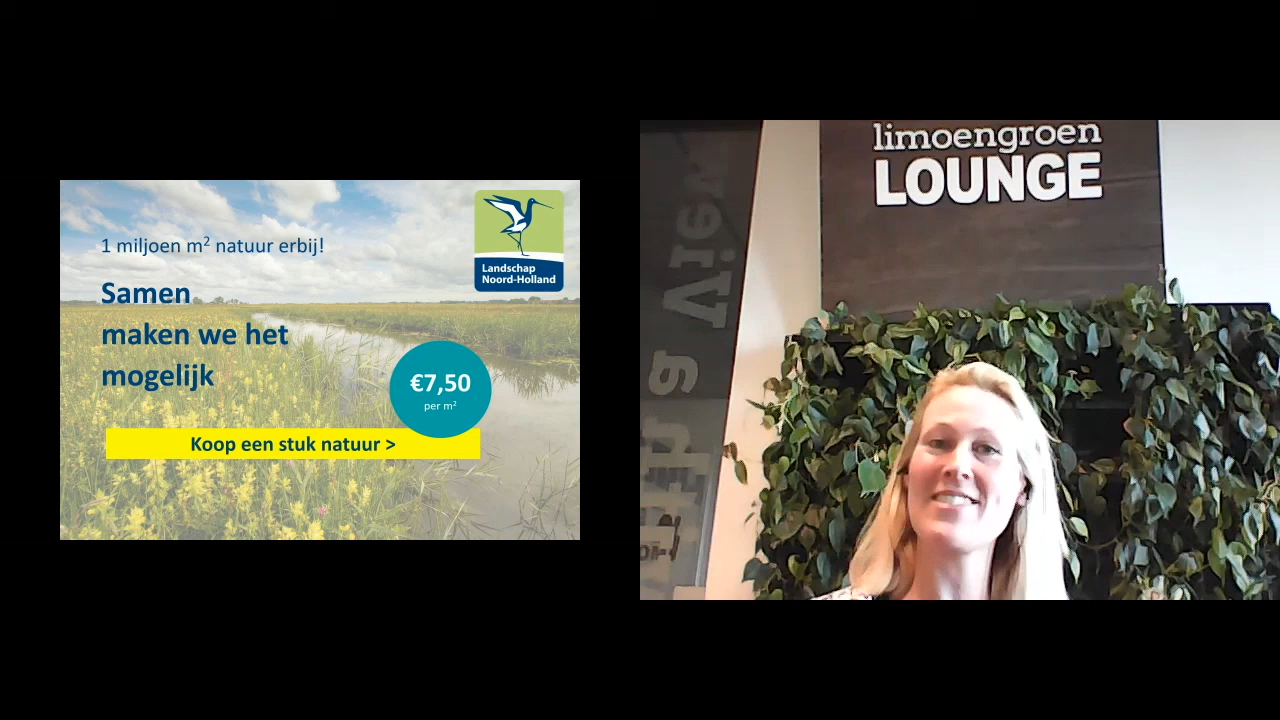 1 miljoen m² natuur erbij!
Samen
maken we het
mogelijk
€7,50
per m²
Koop een stuk natuur >
Landschap
Noord-Holland
limoengroen
LOUNGE